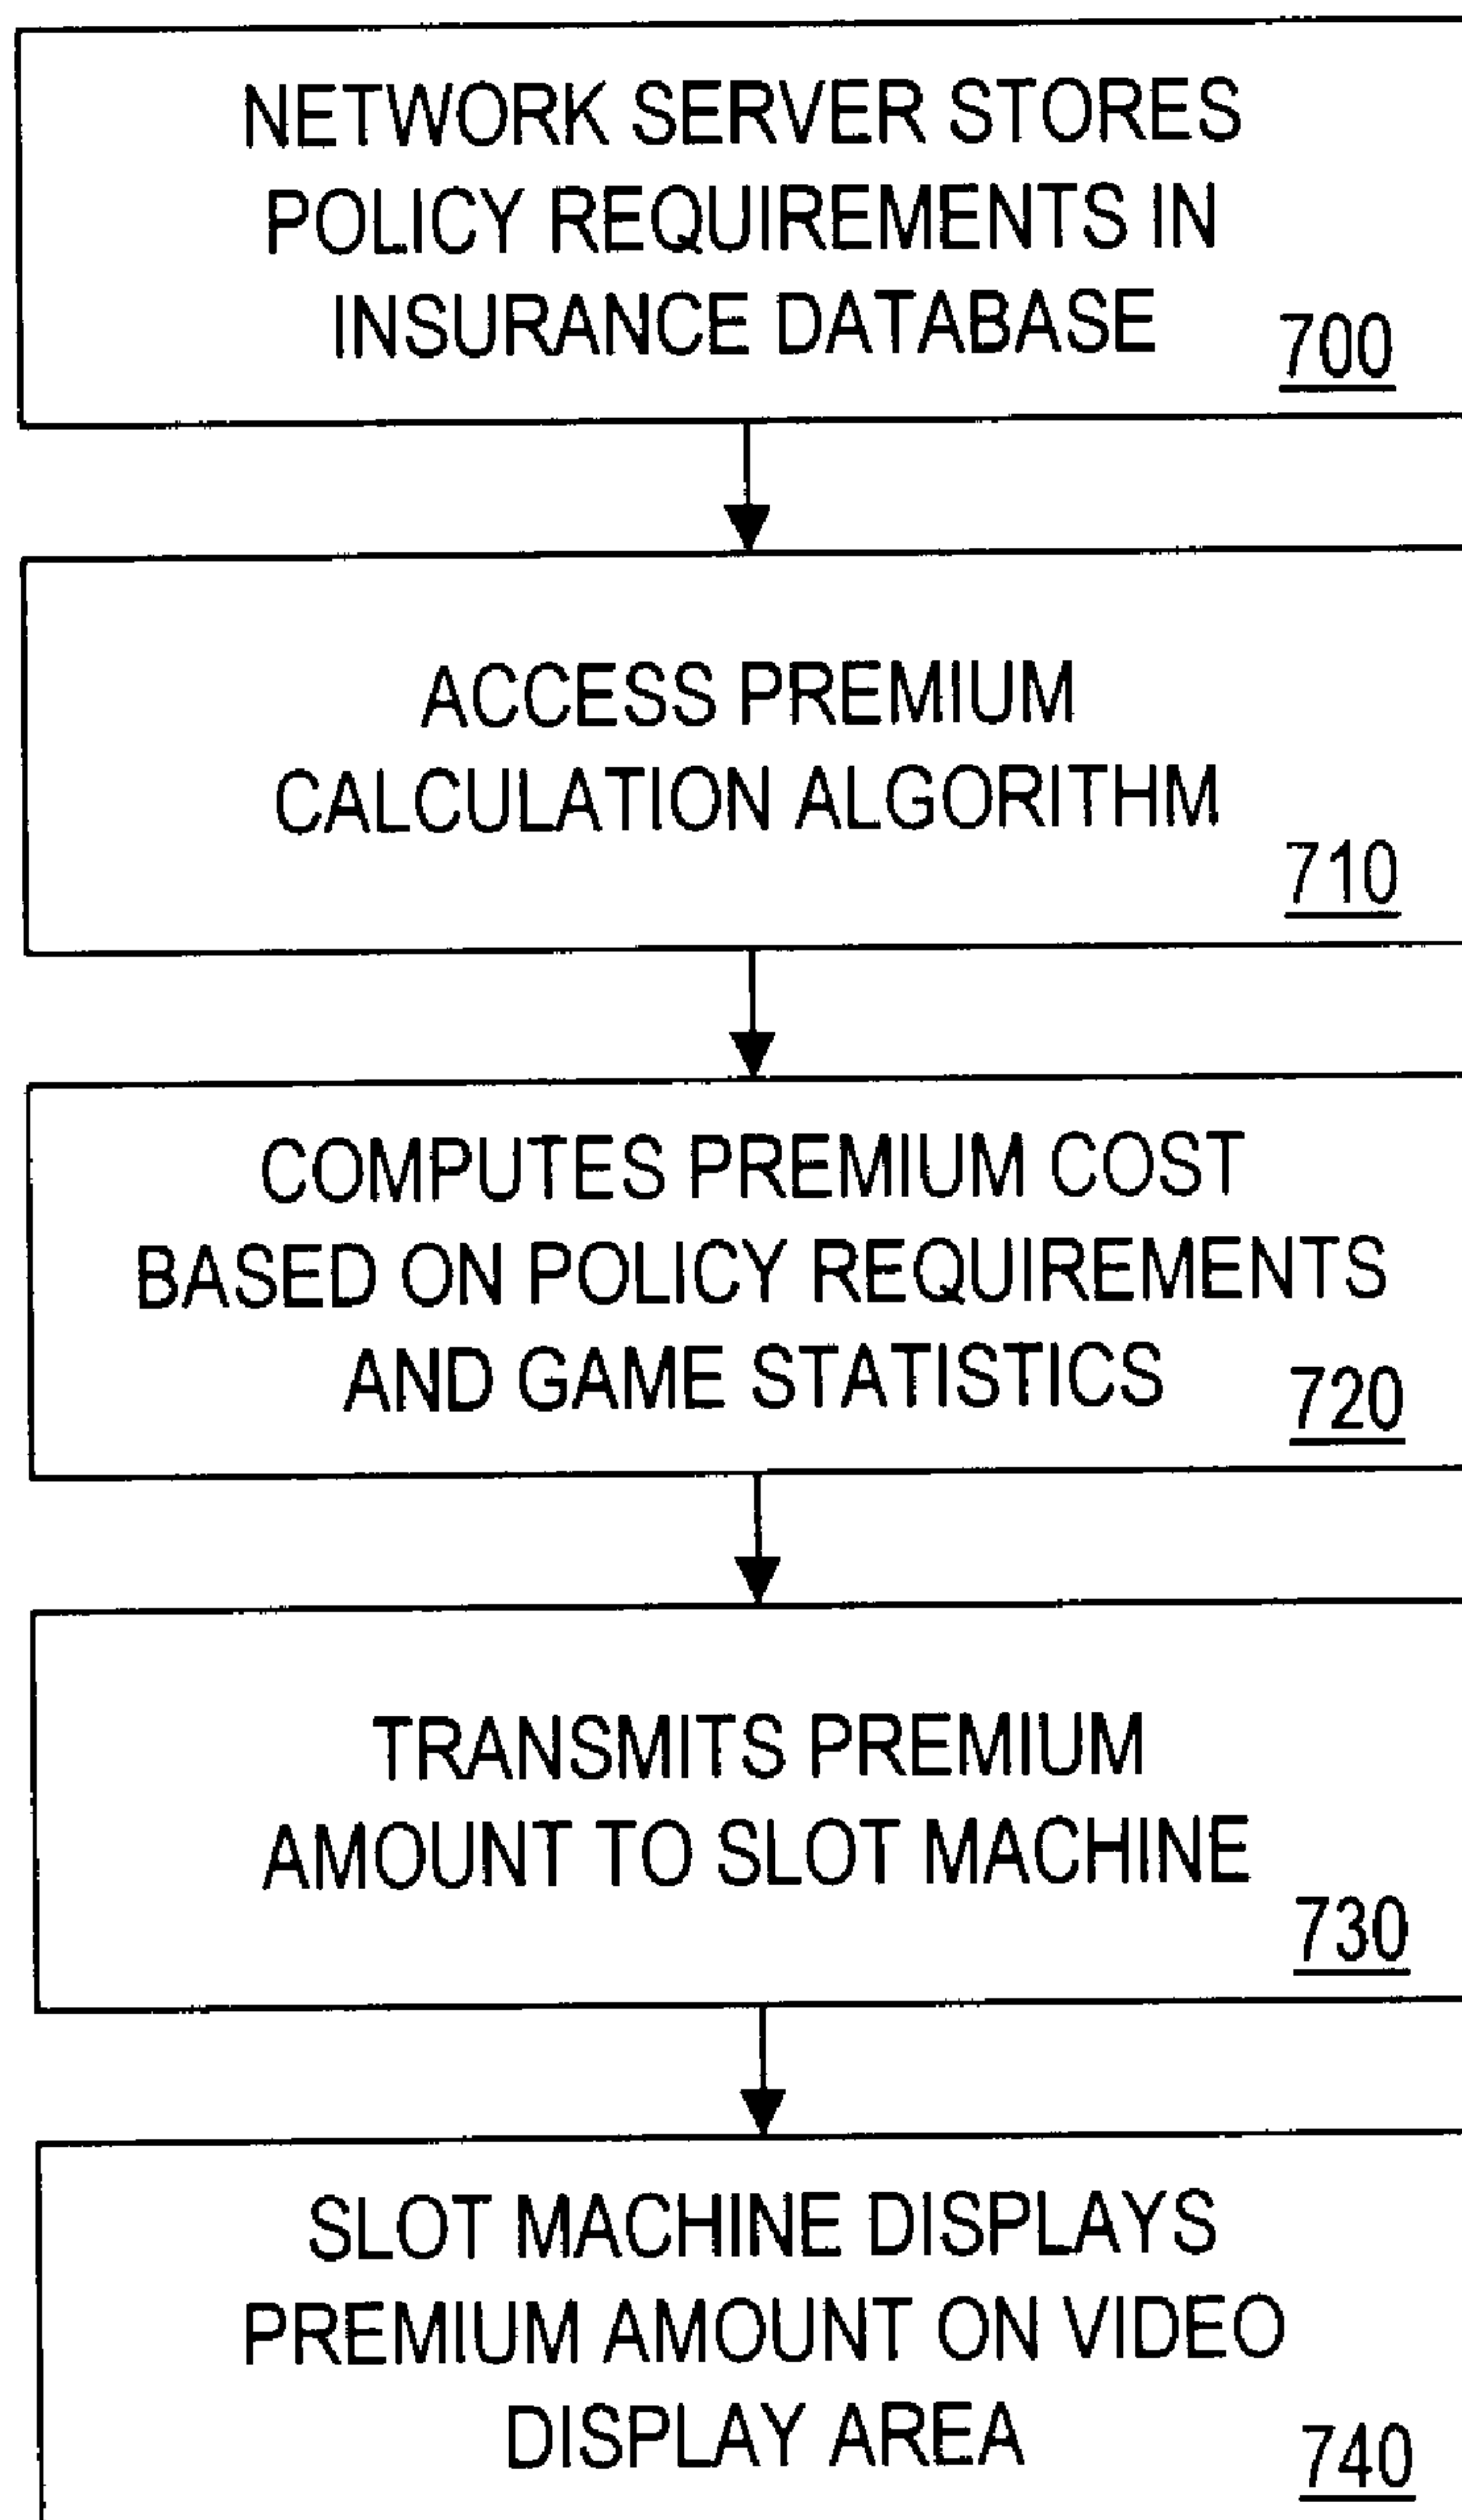 NETWORK SERVER STORES
POLICY REQUIREMENTS IN
INSURANCE DATABASE
700
ACCESS PREMIUM
CALCULATION ALGORITHM
710
COMPUTES PREMIUM COST
BASED ON POLICY REQUIREMENTS
AND GAME STATISTICS
720
TRANSMITS PREMIUM
AMOUNT TO SLOT MACHINE
730
SLOT MACHINE DISPLAYS
PREMIUM AMOUNT ON VIDEO
DISPLAY AREA
740